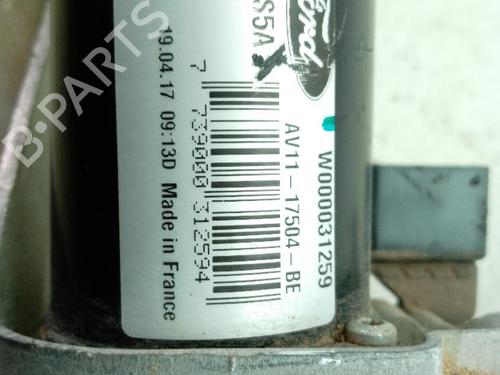 Ford
S5A
W000031259
AV11-17504-BE
7 739000 312594
19.04.17 09:13D Made in France
B-PARTS